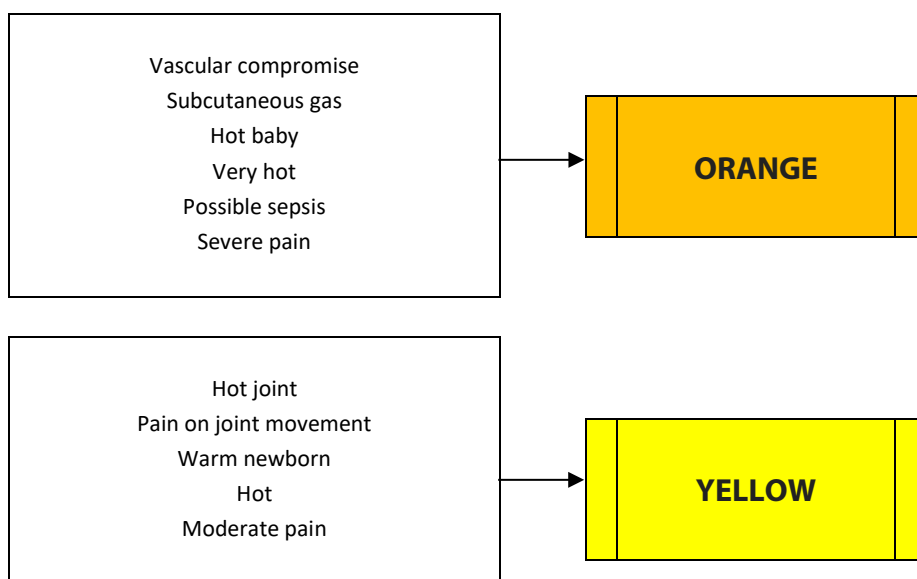 Vascular compromise
Subcutaneous gas
Hot baby
Very hot
Possible sepsis
Severe pain
ORANGE
Hot joint
Pain on joint movement
Warm newborn
Hot
Moderate pain
YELLOW